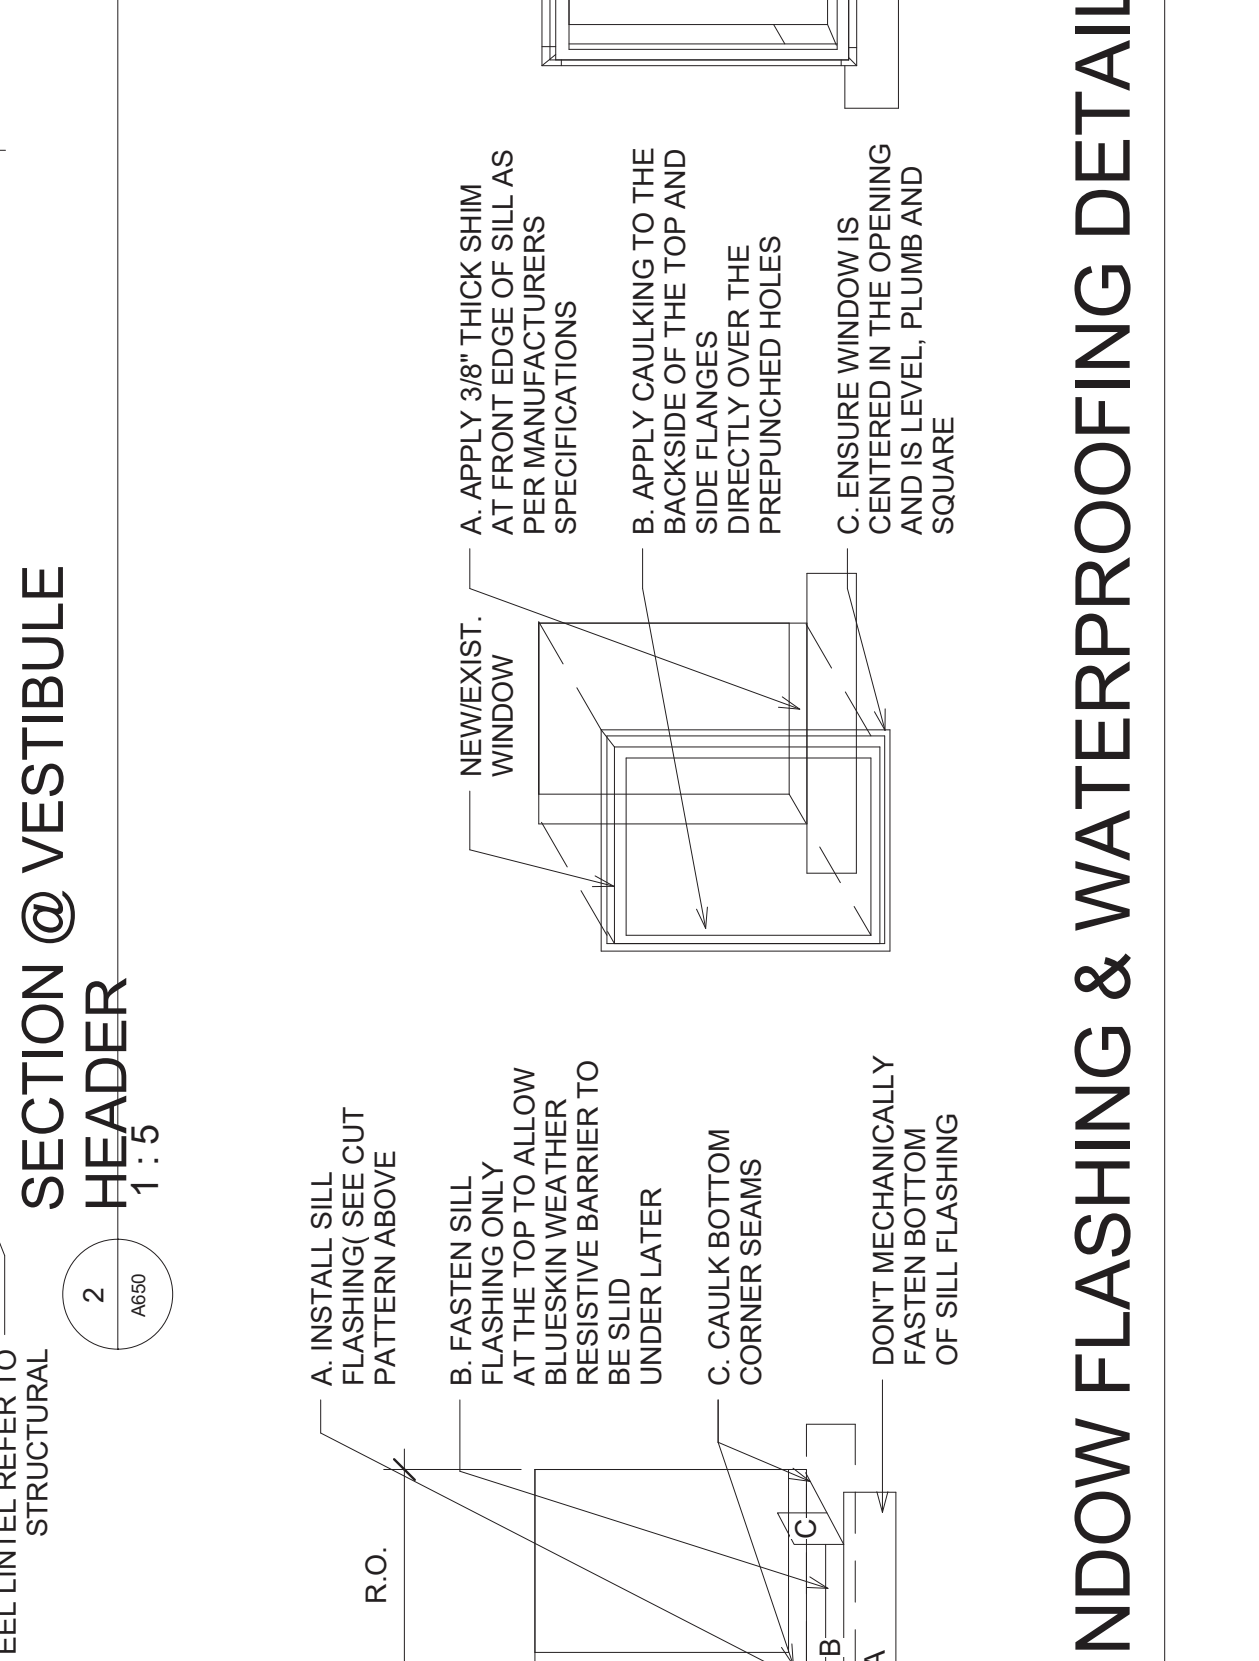 EEL LINTEL REFER TO
STRUCTURAL
SECTION @ VESTIBULE
HEADER
1 : 5
2
A650
A. INSTALL SILL
FLASHING( SEE CUT
PATTERN ABOVE
B. FASTEN SILL
FLASHING ONLY
AT THE TOP TO ALLOW
BLUESKIN WEATHER
RESISTIVE BARRIER TO
BE SLID
UNDER LATER
C. CAULK BOTTOM
CORNER SEAMS
DON'T MECHANICALLY
FASTEN BOTTOM
OF SILL FLASHING
R.O.
C
B
A
NEW/EXIST.
WINDOW
A. APPLY 3/8" THICK SHIM
AT FRONT EDGE OF SILL AS
PER MANUFACTURERS
SPECIFICATIONS
B. APPLY CAULKING TO THE
BACKSIDE OF THE TOP AND
SIDE FLANGES
DIRECTLY OVER THE
PREPUNCHED HOLES
C. ENSURE WINDOW IS
CENTERED IN THE OPENING
AND IS LEVEL, PLUMB AND
SQUARE
NDOW FLASHING & WATERPROOFING DETAIL